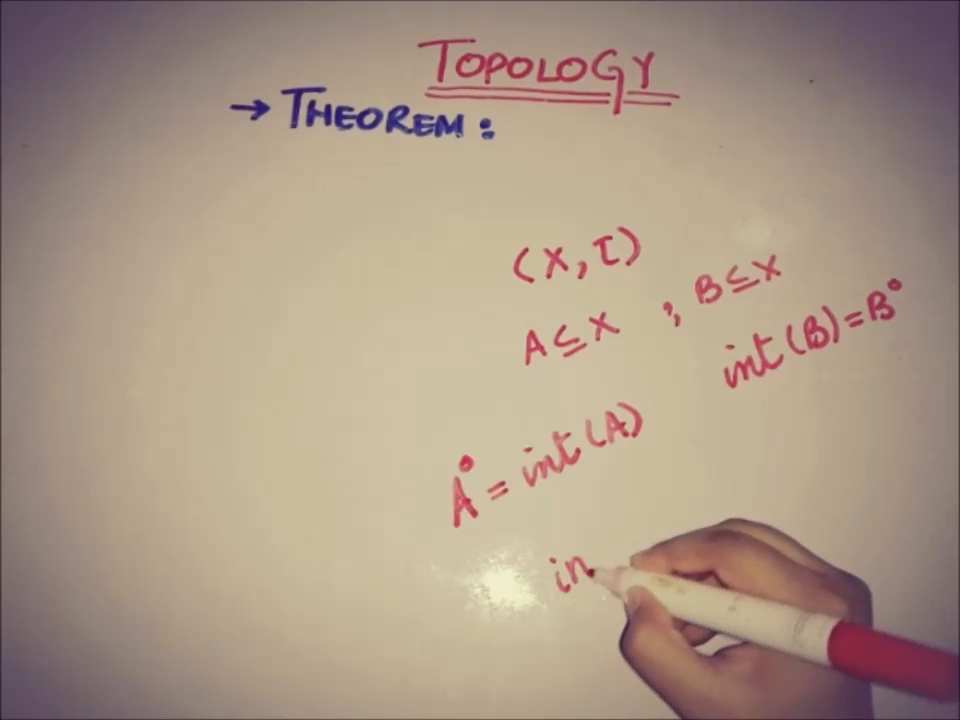 TOPOLOGY
→ THEOREM:
(X, τ)
A ⊆ X ; B ⊆ X
int(B) = B°
A° = int(A)
in